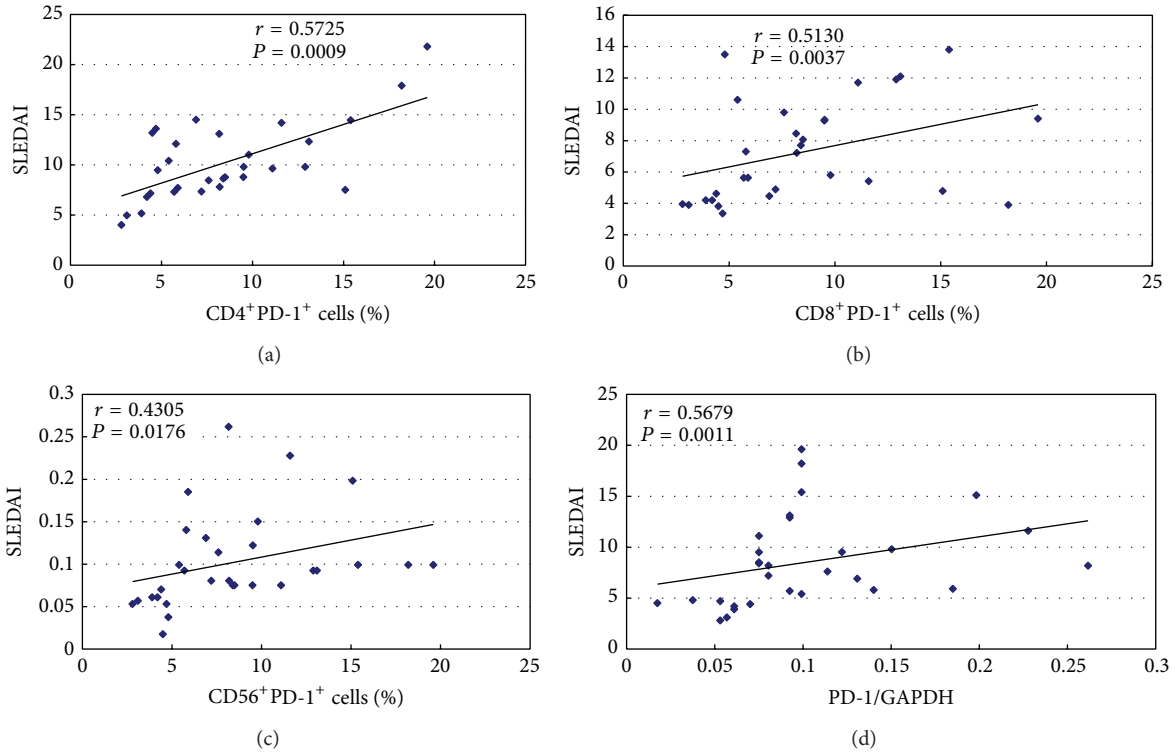 r = 0.5725
P = 0.0009
25
20
15
10
5
0
SLEDAI
0 5 10 15 20 25
CD4⁺PD-1⁺ cells (%)
(a)
r = 0.5130
P = 0.0037
16
14
12
10
8
6
4
2
0
SLEDAI
0 5 10 15 20 25
CD8⁺PD-1⁺ cells (%)
(b)
r = 0.4305
P = 0.0176
0.3
0.25
0.2
0.15
0.1
0.05
0
SLEDAI
0 5 10 15 20 25
CD56⁺PD-1⁺ cells (%)
(c)
r = 0.5679
P = 0.0011
25
20
15
10
5
0
SLEDAI
0 0.05 0.1 0.15 0.2 0.25 0.3
PD-1/GAPDH
(d)